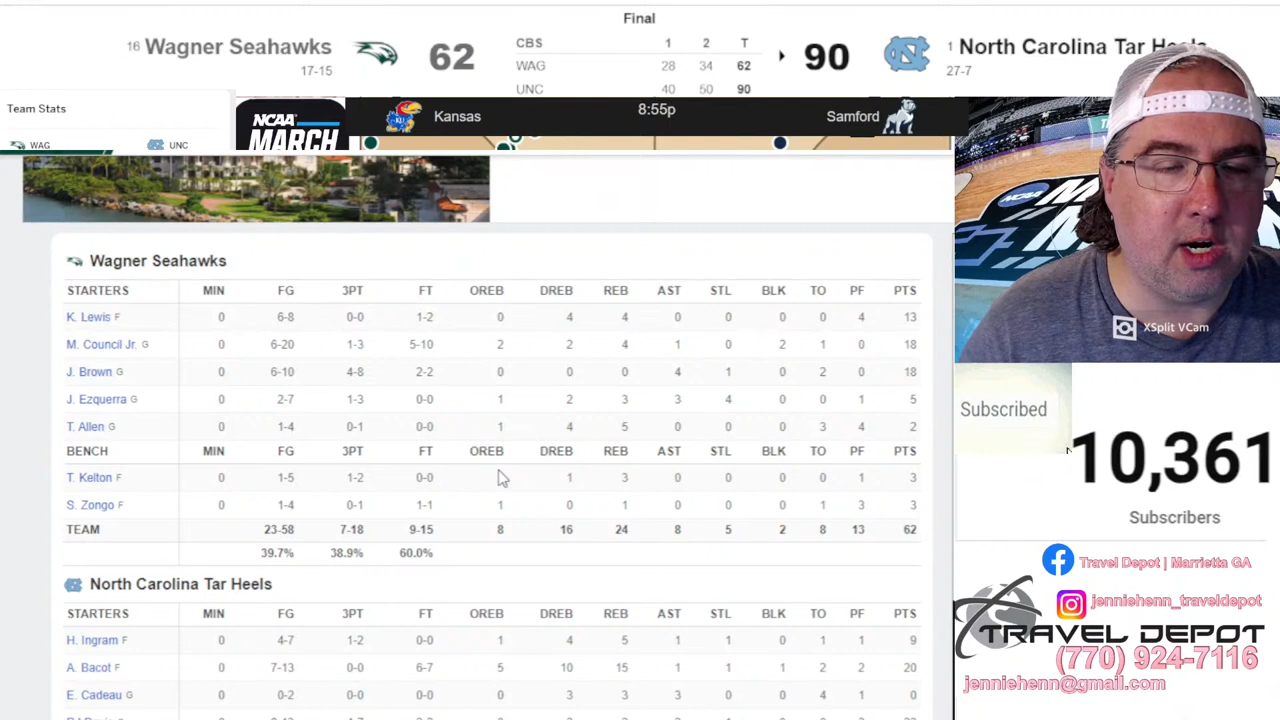 Final
16 Wagner Seahawks 62 CBS 1 2 T 90 1 North Carolina Tar Heels
17-15 WAG 28 34 62 27-7
UNC 40 50 90
Team Stats
WAG UNC
NCAA
MARCH
Kansas 8:55p Samford
Wagner Seahawks
STARTERS MIN FG 3PT FT OREB DREB REB AST STL BLK TO PF PTS
K. Lewis F 0 6-8 0-0 1-2 0 4 4 0 0 0 0 4 13
M. Council Jr. G 0 6-20 1-3 5-10 2 2 4 1 0 2 1 0 18
J. Brown G 0 6-10 4-8 2-2 0 0 0 4 1 0 2 0 18
J. Ezquerra G 0 2-7 1-3 0-0 1 2 3 3 4 0 0 1 5
T. Allen G 0 1-4 0-1 0-0 1 4 5 0 0 0 3 4 2
BENCH MIN FG 3PT FT OREB DREB REB AST STL BLK TO PF PTS
T. Kelton F 0 1-5 1-2 0-0 1 3 0 0 0 0 1 3
S. Zongo F 0 1-4 0-1 1-1 1 0 1 0 0 0 1 3 3
TEAM 23-58 7-18 9-15 8 16 24 8 5 2 8 13 62
39.7% 38.9% 60.0%
North Carolina Tar Heels
STARTERS MIN FG 3PT FT OREB DREB REB AST STL BLK TO PF PTS
H. Ingram F 0 4-7 1-2 0-0 1 4 5 1 1 0 1 1 9
A. Bacot F 0 7-13 0-0 6-7 5 10 15 1 1 1 2 2 20
E. Cadeau G 0 0-2 0-0 0-0 0 3 3 3 0 0 4 1 0
XSplit VCam
Subscribed
10,361
Subscribers
Travel Depot | Marrietta GA
jenniehenn_traveldepot
TRAVEL DEPOT
(770) 924-7116
jenniehenn@gmail.com